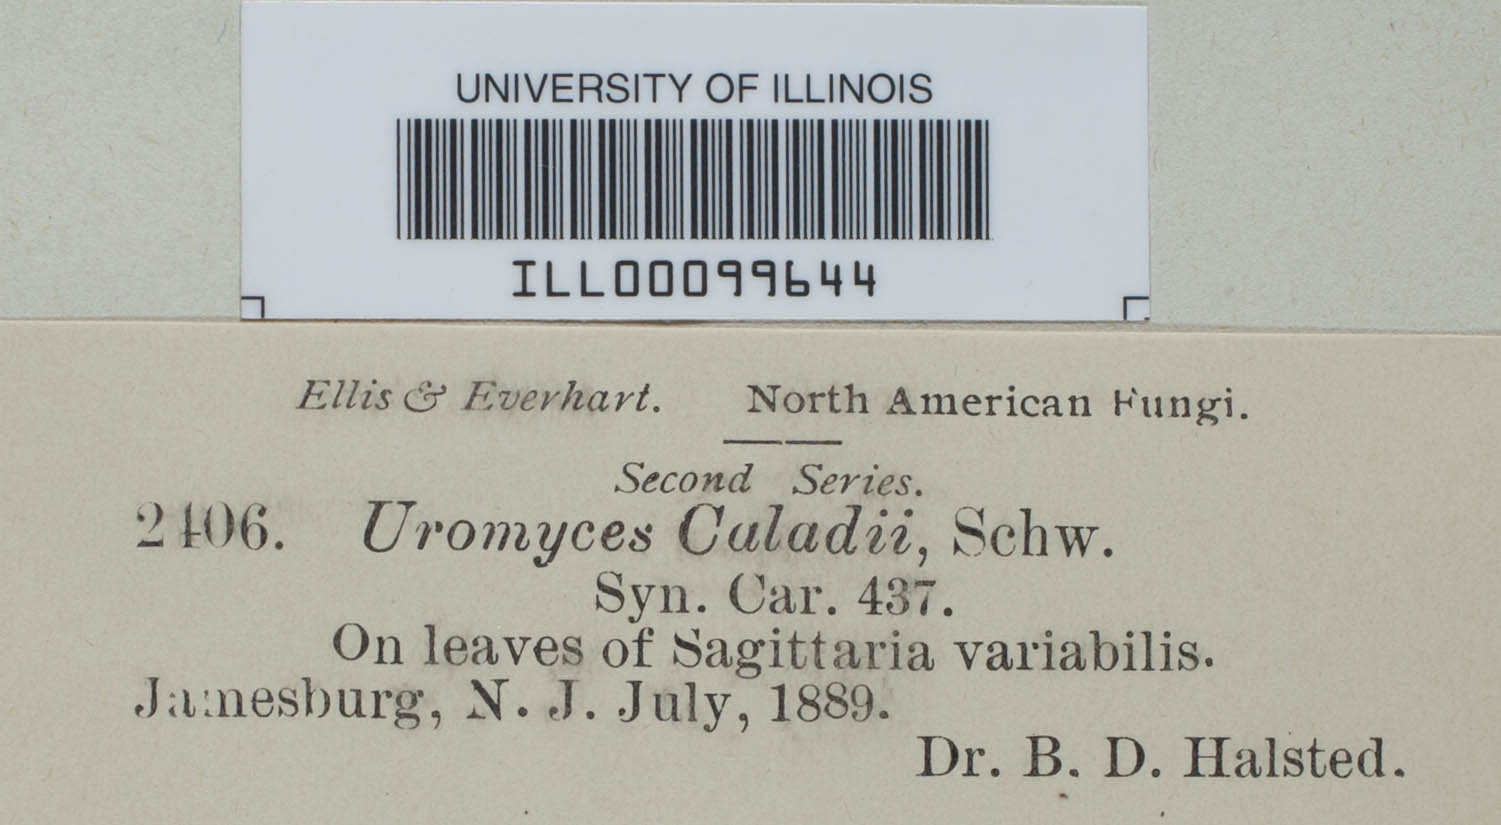 UNIVERSITY OF ILLINOIS
ILL00099644
Ellis & Everhart. North American Fungi.
Second Series.
2406. Uromyces Caladii, Schw.
Syn. Car. 437.
On leaves of Sagittaria variabilis.
Jamesburg, N. J. July, 1889.
Dr. B. D. Halsted.